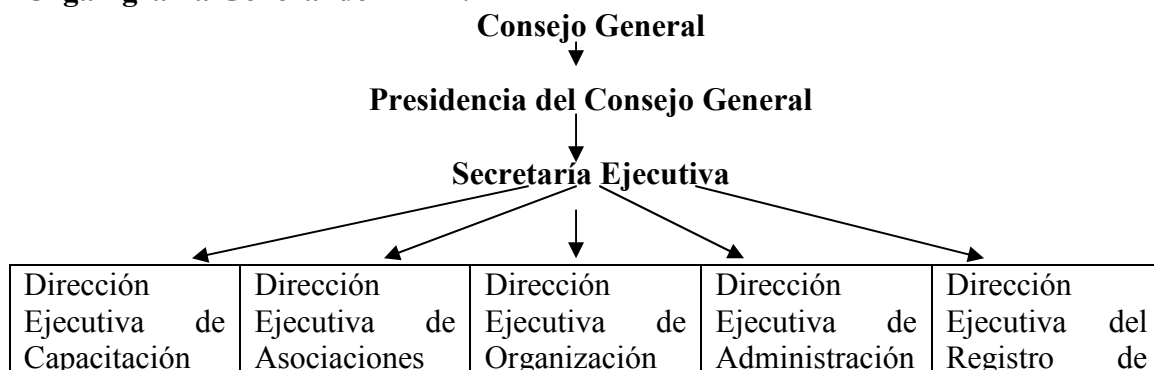 Consejo General
Presidencia del Consejo General
Secretaría Ejecutiva
Dirección
Ejecutiva de
Capacitación
Dirección
Ejecutiva de
Asociaciones
Dirección
Ejecutiva de
Organización
Dirección
Ejecutiva de
Administración
Dirección
Ejecutiva del
Registro de